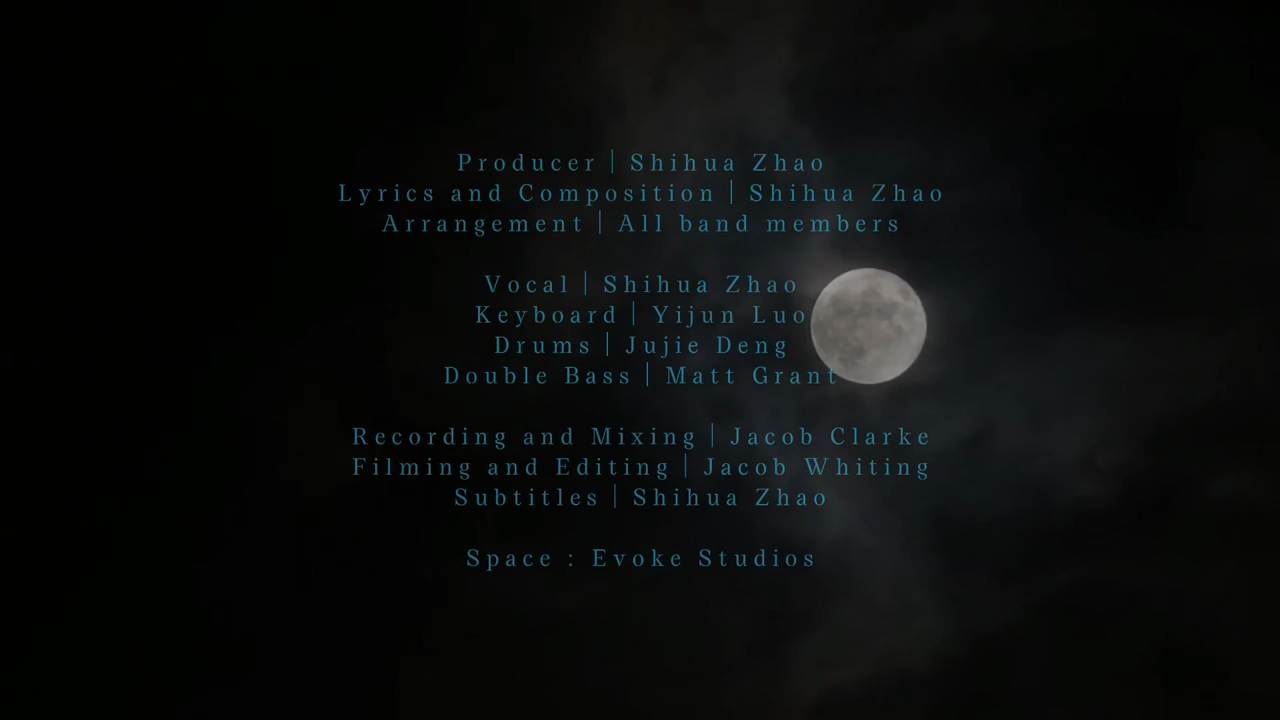 Producer | Shihua Zhao
Lyrics and Composition | Shihua Zhao
Arrangement | All band members
Vocal | Shihua Zhao
Keyboard | Yijun Luo
Drums | Jujie Deng
Double Bass | Matt Grant
Recording and Mixing | Jacob Clarke
Filming and Editing | Jacob Whiting
Subtitles | Shihua Zhao
Space : Evoke Studios